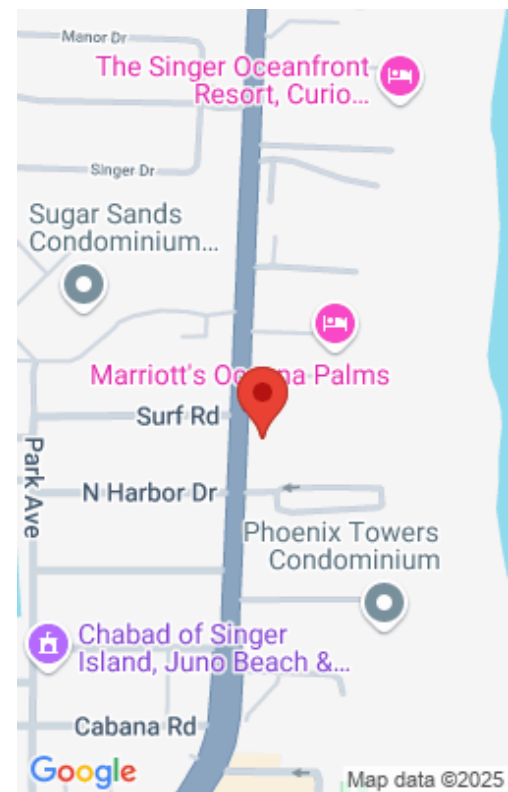 Manor Dr
The Singer Oceanfront
Resort, Curio...
Singer Dr
Sugar Sands
Condominium...
Marriott's Oceana Palms
Surf Rd
Park Ave
N Harbor Dr
Phoenix Towers
Condominium
Chabad of Singer
Island, Juno Beach &...
Cabana Rd
Google
Map data ©2025